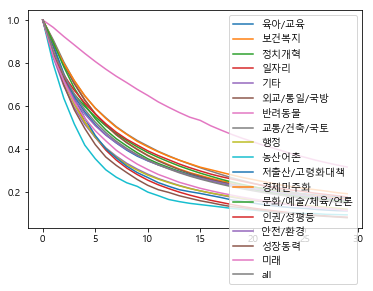 1.0
0.8
0.6
0.4
0.2
0
5
10
15
20
25
30
육아/교육
보건복지
정치개혁
일자리
기타
외교/통일/국방
반려동물
교통/건축/국토
행정
농산어촌
저출산/고령화대책
경제민주화
문화/예술/체육/언론
인권/성평등
안전/환경
성장동력
미래
all